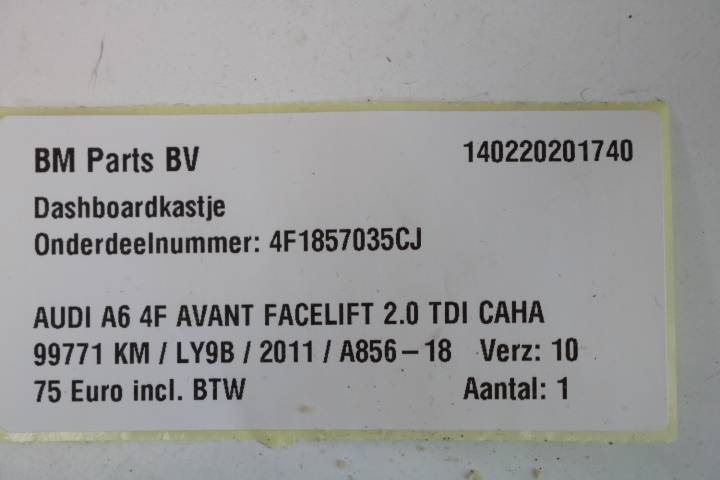 BM Parts BV 140220201740
Dashboardkastje
Onderdeelnummer: 4F1857035CJ
AUDI A6 4F AVANT FACELIFT 2.0 TDI CAHA
99771 KM / LY9B / 2011 / A856-18 Verz: 10
75 Euro incl. BTW Aantal: 1